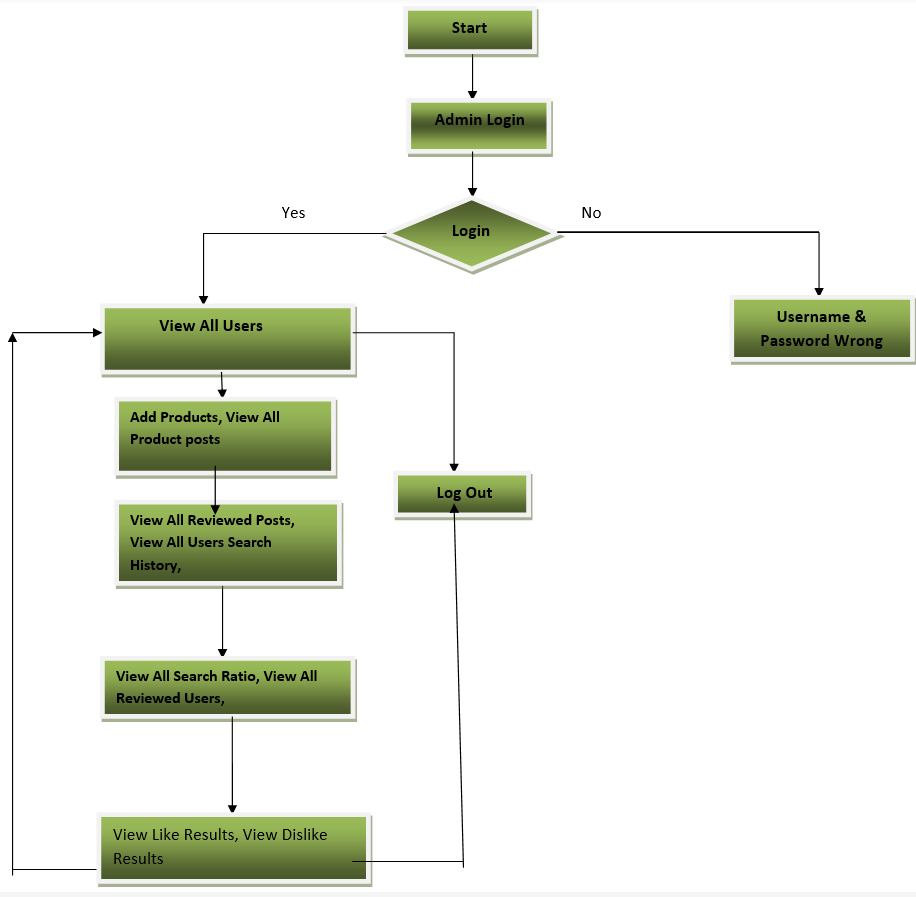 Start
Admin Login
Yes
No
Login
View All Users
Username &
Password Wrong
Add Products, View All
Product posts
Log Out
View All Reviewed Posts,
View All Users Search
History,
View All Search Ratio, View All
Reviewed Users,
View Like Results, View Dislike
Results